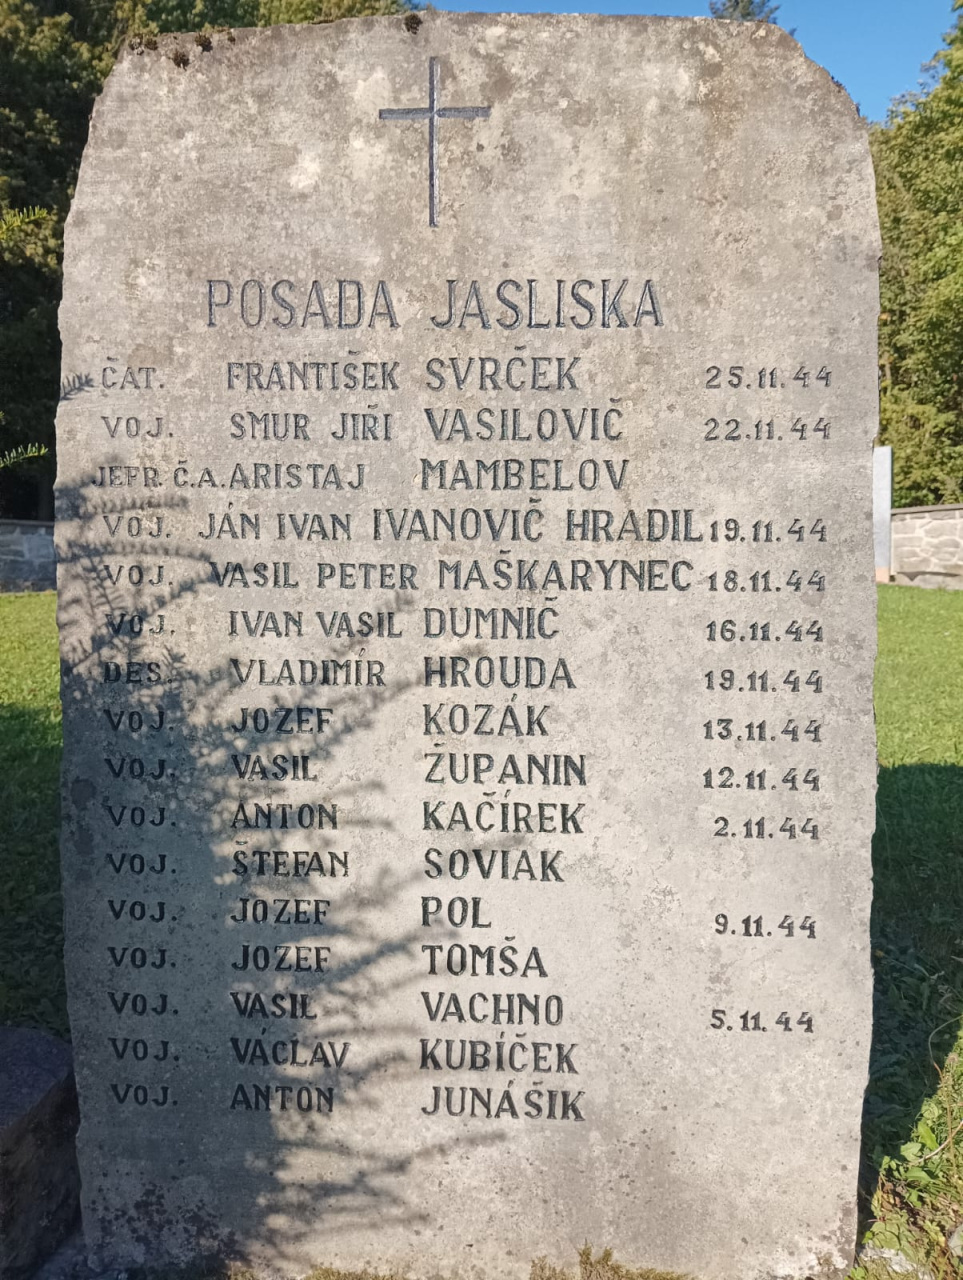 POSADA JASLISKA
ČAT. FRANTIŠEK SVRČEK 25.11.44
VOJ. SMUR JIŘÍ VASILOVIČ 22.11.44
JEFR.Č.A.ARISTAJ MAMBELOV
VOJ. JÁN IVAN IVANOVIČ HRADIL 19.11.44
VOJ. VASIL PETER MAŠKARYNEC 18.11.44
VOJ. IVAN VASIL DUMNIČ 16.11.44
DES. VLADIMÍR HROUDA 19.11.44
VOJ. JOZEF KOZÁK 13.11.44
VOJ. VASIL ŽUPANIN 12.11.44
VOJ. ANTON KAČÍREK 2.11.44
VOJ. ŠTEFAN SOVIAK
VOJ. JOZEF POL 9.11.44
VOJ. JOZEF TOMŠA
VOJ. VASIL VACHNO 5.11.44
VOJ. VÁCLAV KUBÍČEK
VOJ. ANTON JUNÁŠIK